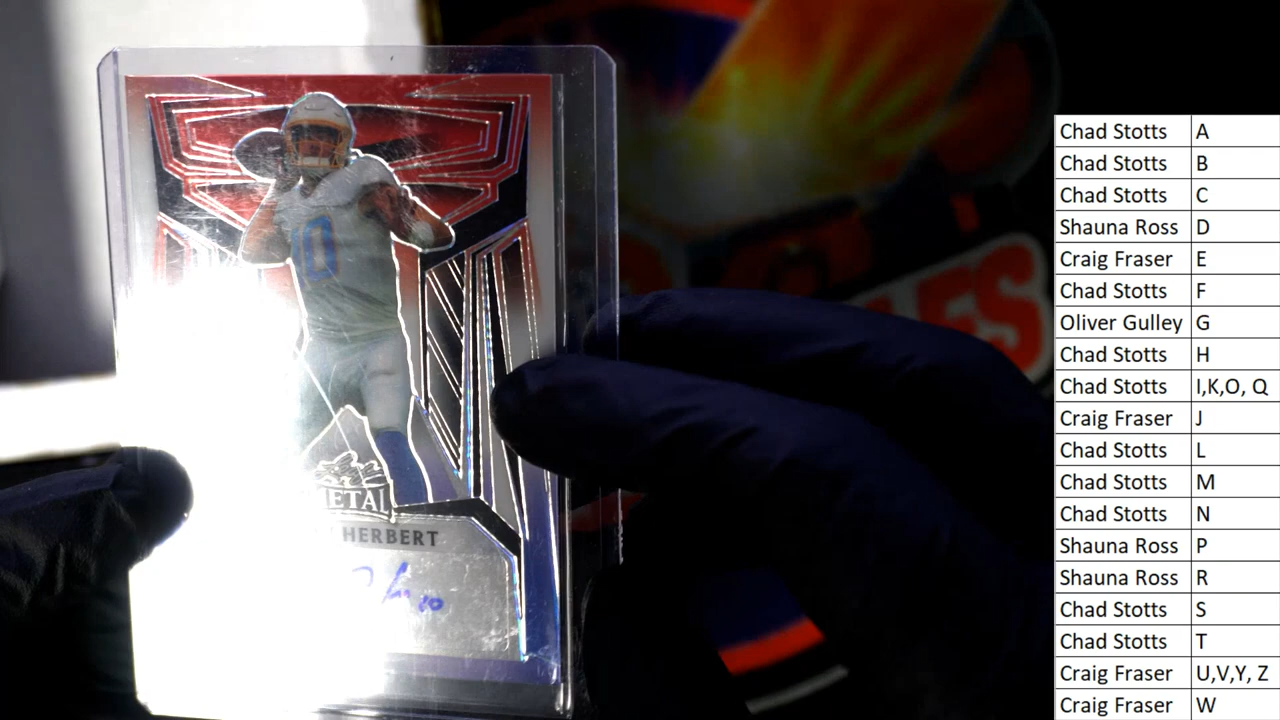 10
METAL
HERBERT
10
LES
Chad Stotts A
Chad Stotts B
Chad Stotts C
Shauna Ross D
Craig Fraser E
Chad Stotts F
Oliver Gulley G
Chad Stotts H
Chad Stotts I,K,O, Q
Craig Fraser J
Chad Stotts L
Chad Stotts M
Chad Stotts N
Shauna Ross P
Shauna Ross R
Chad Stotts S
Chad Stotts T
Craig Fraser U,V,Y, Z
Craig Fraser W